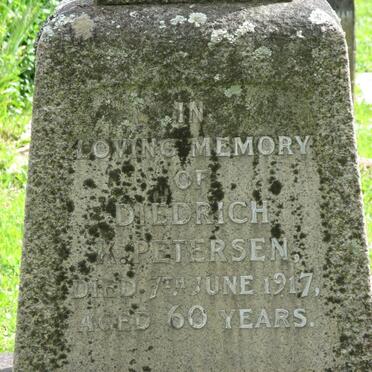 IN
LOVING MEMORY
OF
DIEDRICH
K. PETERSEN,
DIED 7TH JUNE 1917,
AGED 60 YEARS.